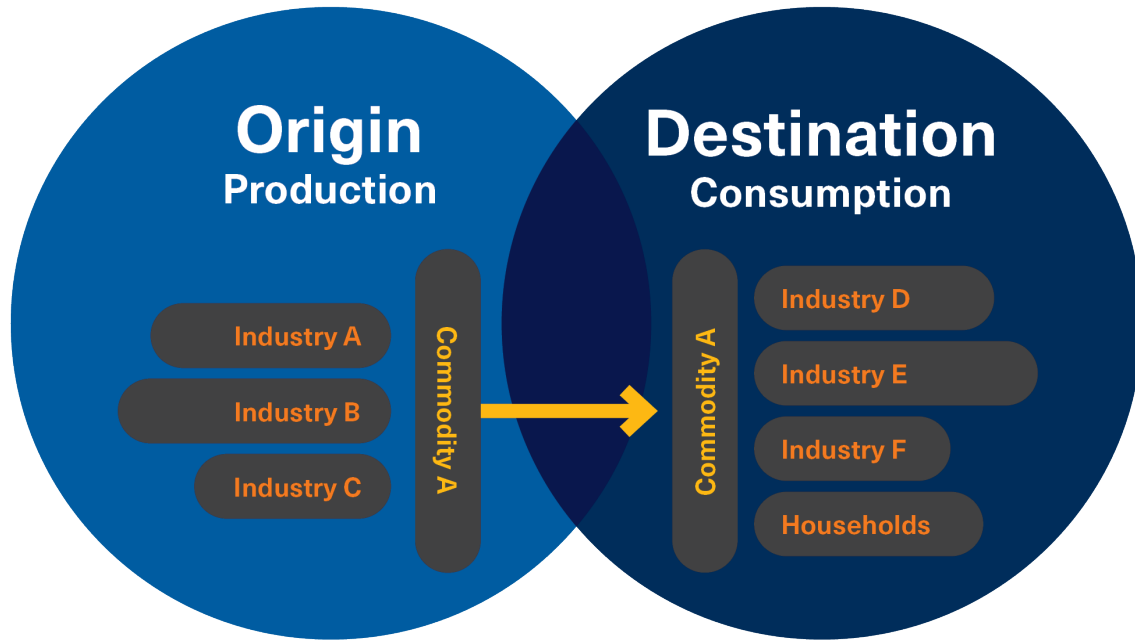 Origin
Production
Industry A
Industry B
Industry C
Commodity A
Destination
Consumption
Commodity A
Industry D
Industry E
Industry F
Households